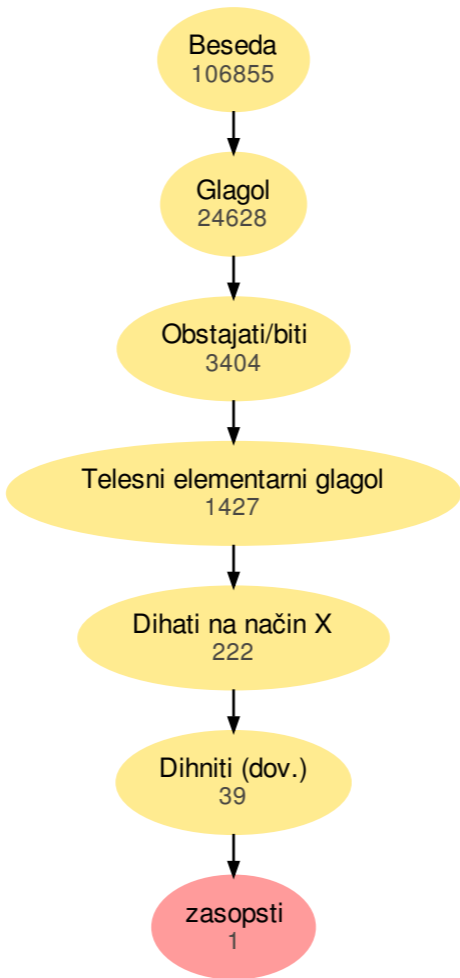 Beseda
106855
Glagol
24628
Obstajati/biti
3404
Telesni elementarni glagol
1427
Dihati na način X
222
Dihniti (dov.)
39
zasopsti
1